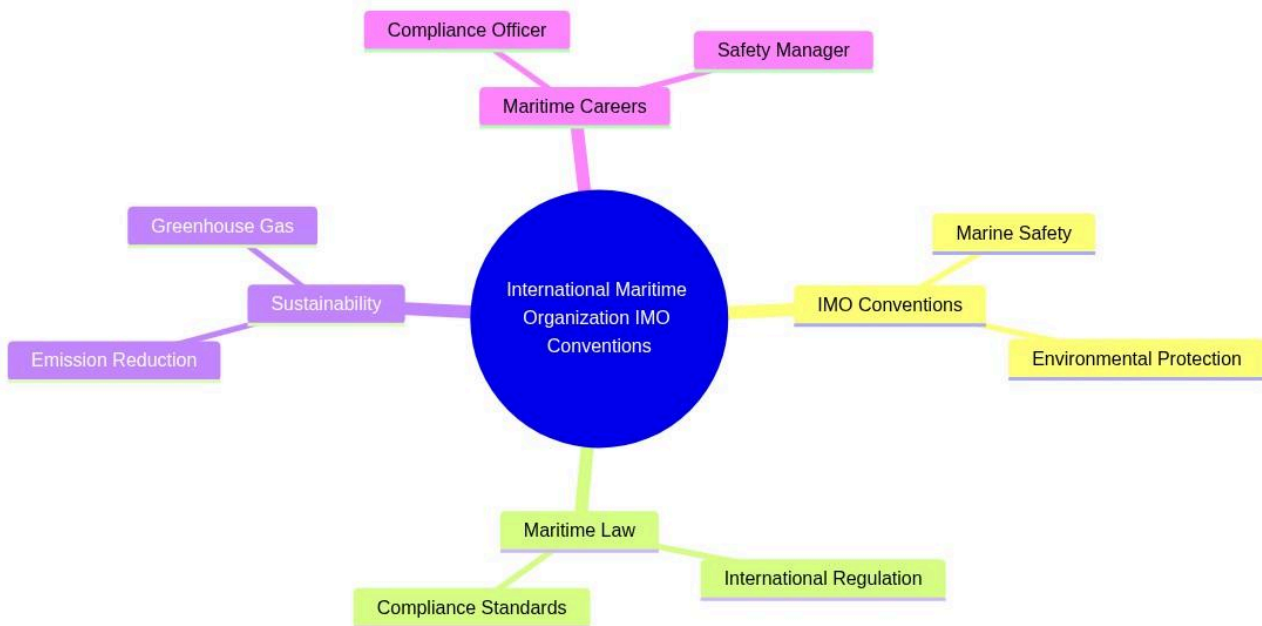 Compliance Officer
Safety Manager
Maritime Careers
Greenhouse Gas
Marine Safety
Sustainability
International Maritime
Organization IMO
Conventions
IMO Conventions
Emission Reduction
Environmental Protection
Maritime Law
International Regulation
Compliance Standards